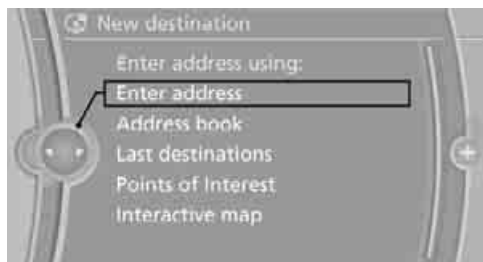 New destination
Enter address using:
Enter address
Address book
Last destinations
Points of Interest
Interactive map